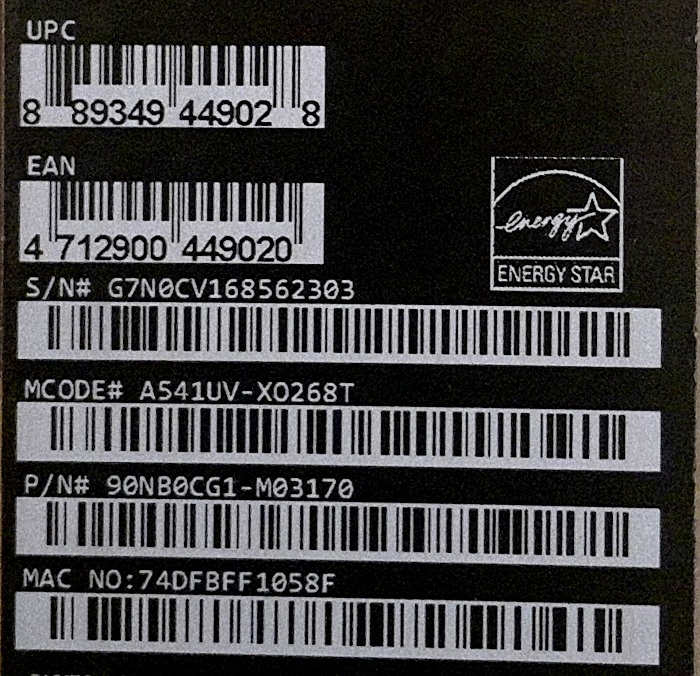 UPC
8 89349 44902 8
EAN
4 712900 449020
energy
ENERGY STAR
S/N# G7N0CV168562303
MCODE# A541UV-XO268T
P/N# 90NB0CG1-M03170
MAC NO:74DFBFF1058F